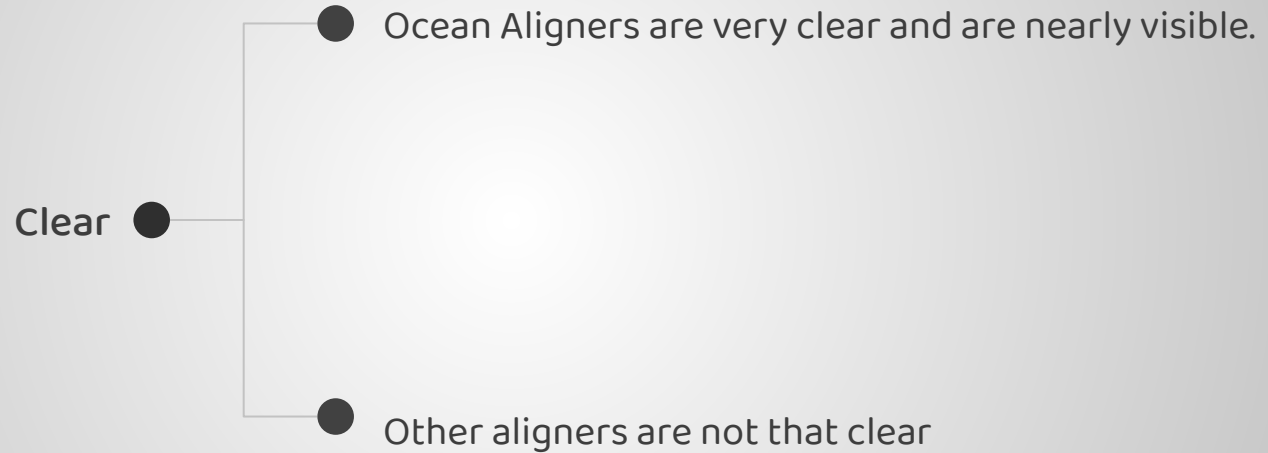 Ocean Aligners are very clear and are nearly visible.
Clear
Other aligners are not that clear